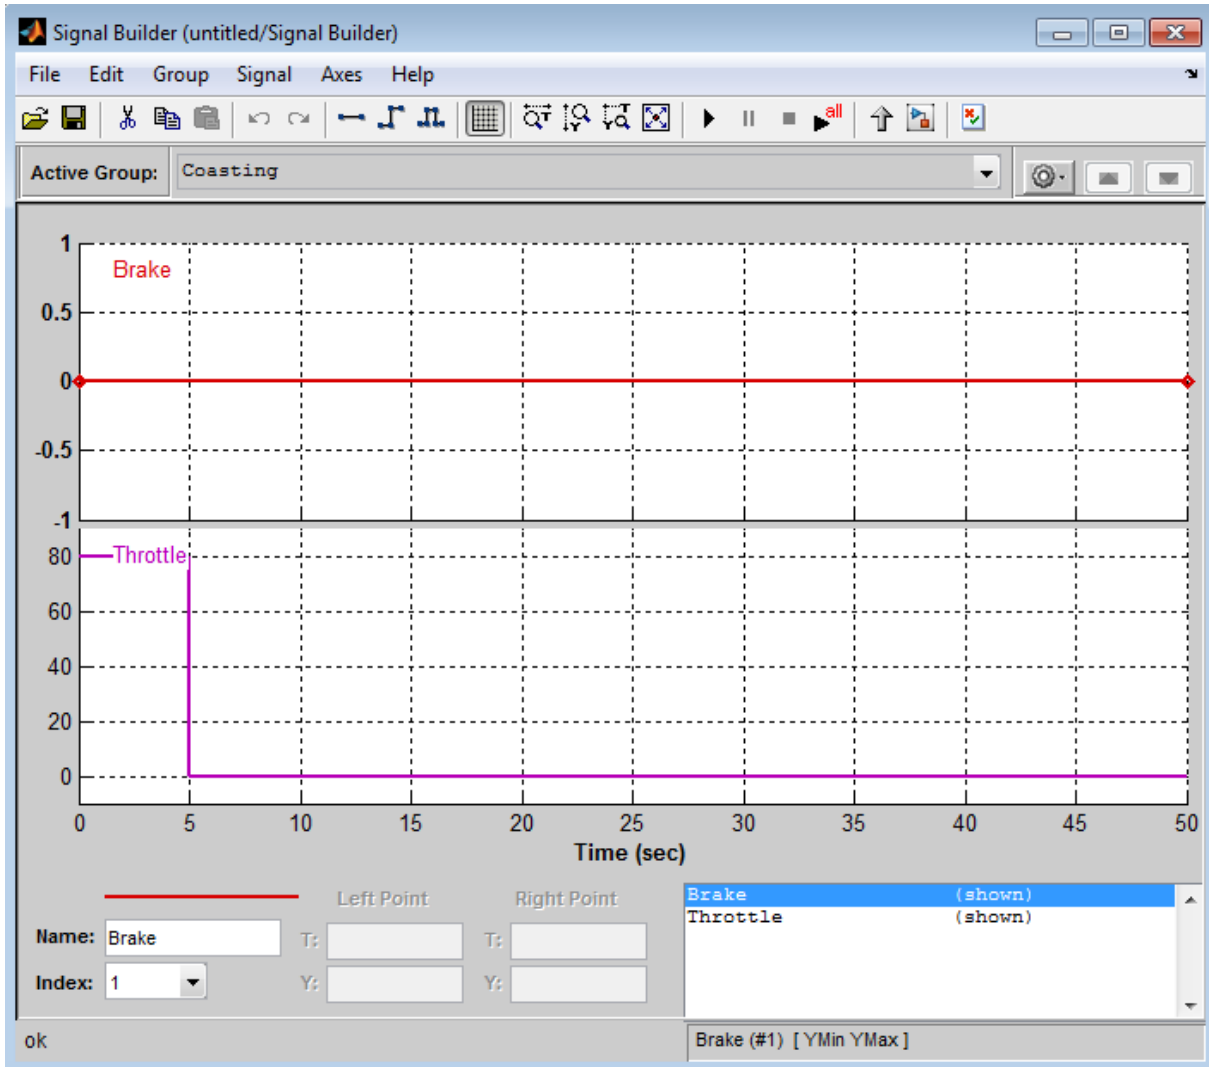 Signal Builder (untitled/Signal Builder)
File Edit Group Signal Axes Help
all
Active Group: Coasting
1
Brake
0.5
0
-0.5
-1
80 Throttle
60
40
20
0
0 5 10 15 20 25 30 35 40 45 50
Time (sec)
Left Point Right Point
Brake (shown)
Throttle (shown)
Name: Brake T: T:
Index: 1 Y: Y:
ok
Brake (#1) [ YMin YMax ]